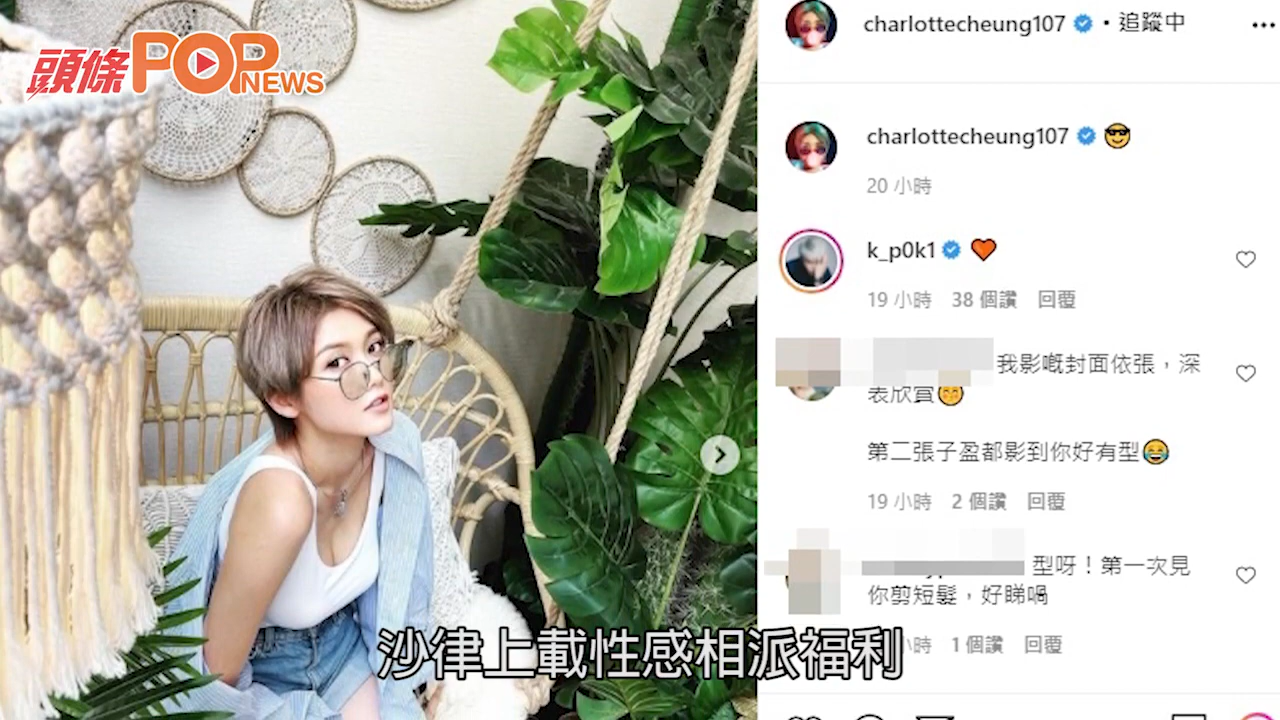 頭條POPNEWS
charlottecheung107 • 追蹤中
charlottecheung107
20 小時
k_p0k1
19 小時 38 個讚 回覆
我影嘅封面依張，深
表欣賞
第二張子盈都影到你好有型
19 小時 2 個讚 回覆
型呀！第一次見
你剪短髮，好睇喎
小時 1 個讚 回覆
沙律上載性感相派福利